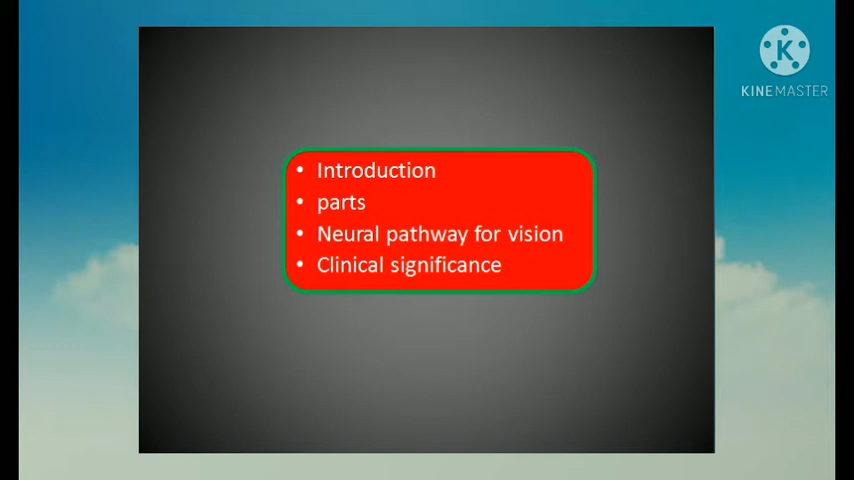 K
KINEMASTER
• Introduction
• parts
• Neural pathway for vision
• Clinical significance